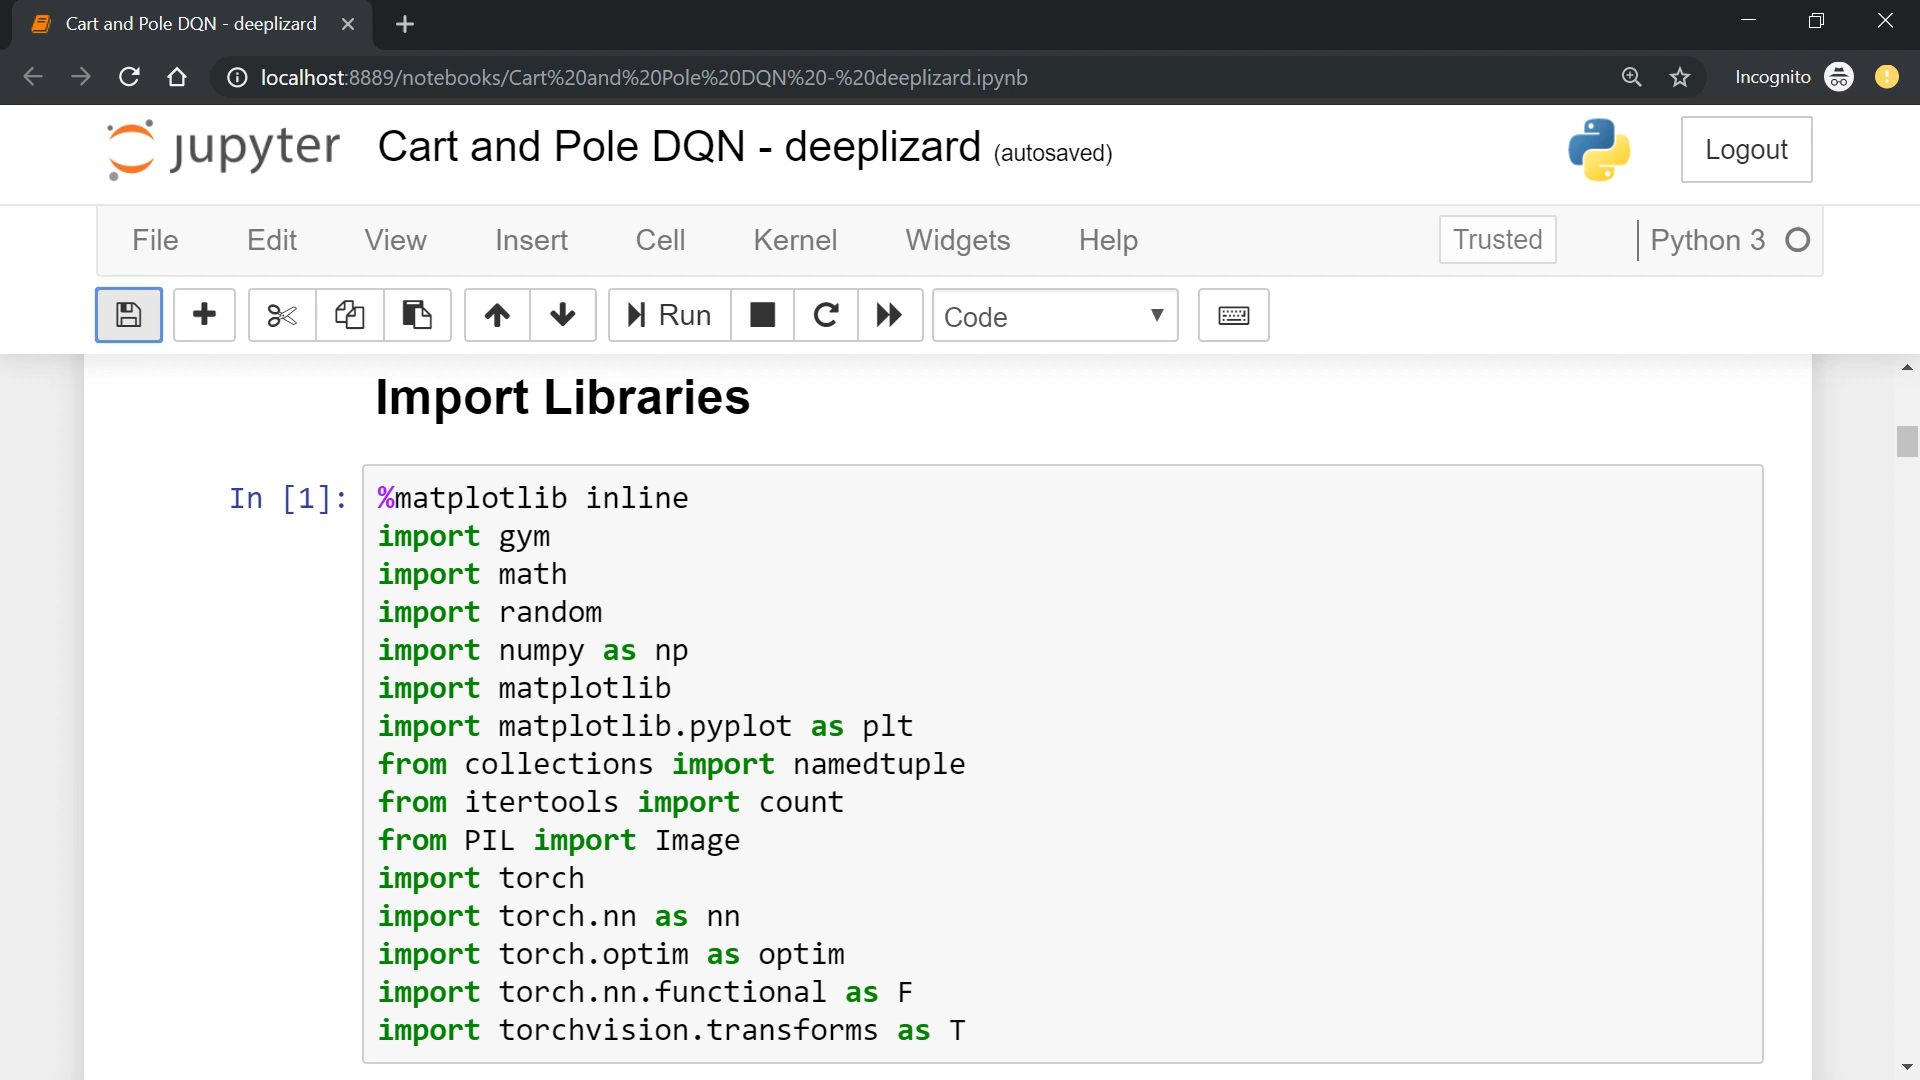 Cart and Pole DQN - deeplizard
localhost:8889/notebooks/Cart%20and%20Pole%20DQN%20-%20deeplizard.ipynb
Incognito
jupyter Cart and Pole DQN - deeplizard (autosaved)
Logout
File Edit View Insert Cell Kernel Widgets Help Trusted Python 3
Run Code
Import Libraries
In [1]: %matplotlib inline
import gym
import math
import random
import numpy as np
import matplotlib
import matplotlib.pyplot as plt
from collections import namedtuple
from itertools import count
from PIL import Image
import torch
import torch.nn as nn
import torch.optim as optim
import torch.nn.functional as F
import torchvision.transforms as T